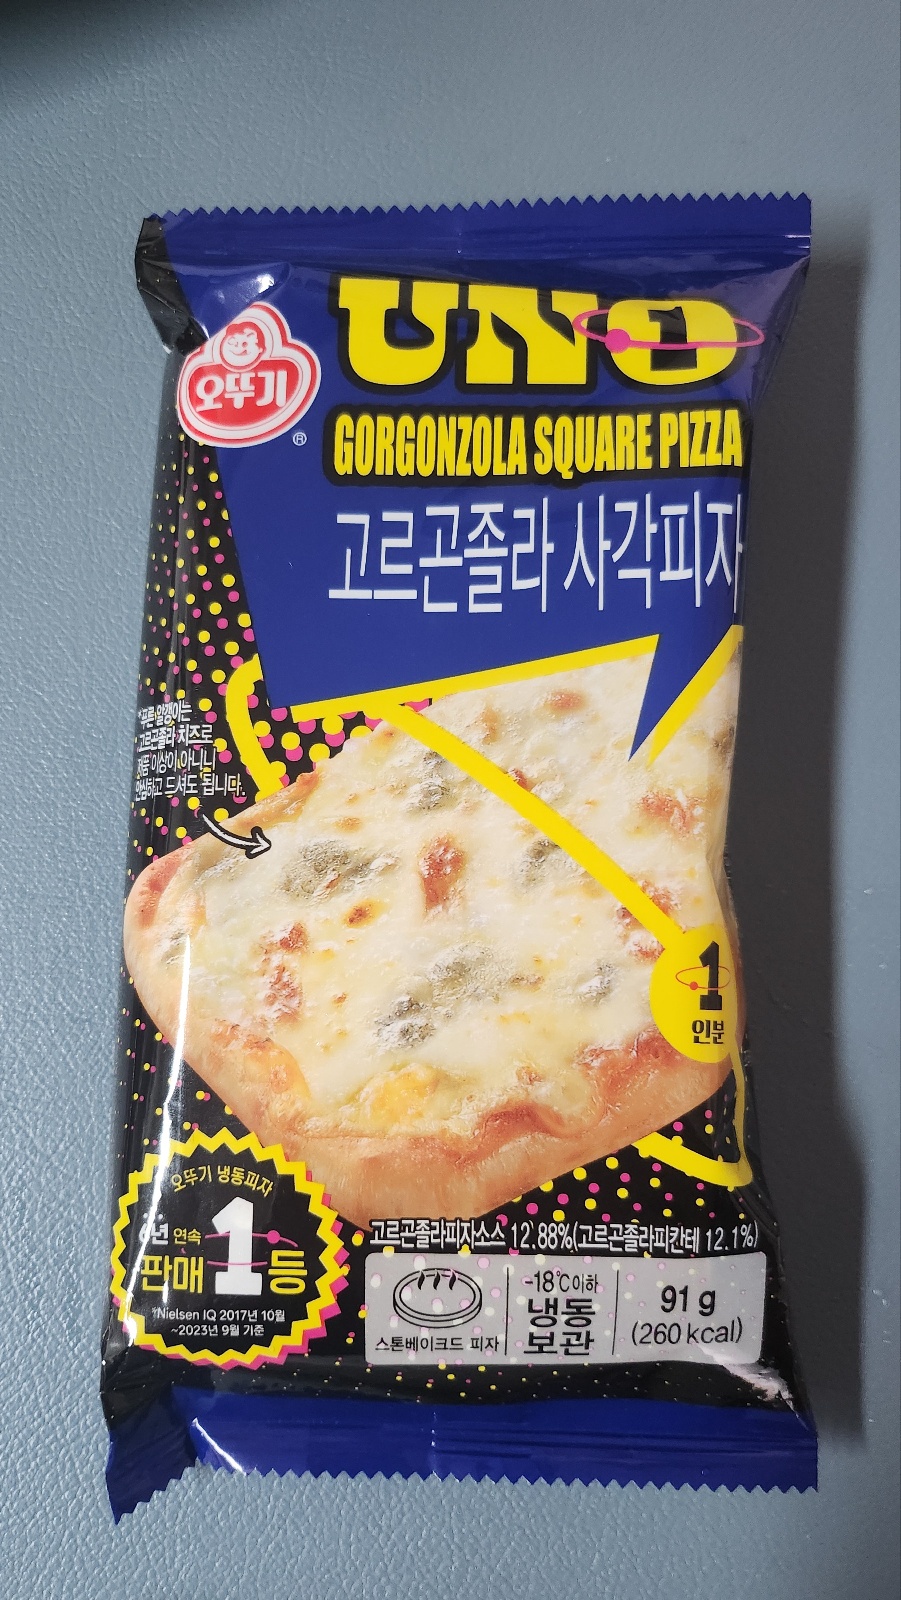 UNO
오뚜기
®
GORGONZOLA SQUARE PIZZA
고르곤졸라 사각피자
*푸른 알갱이는
고르곤졸라 치즈로
제품 이상이 아니니
안심하고 드셔도 됩니다.
1
인분
오뚜기 냉동피자
6년 연속
판매 1등
*Nielsen IQ 2017년 10월
~2023년 9월 기준
고르곤졸라피자소스 12.88%(고르곤졸라피칸테 12.1%)
스톤베이크드 피자
-18℃이하
냉동
보관
91 g
(260 kcal)